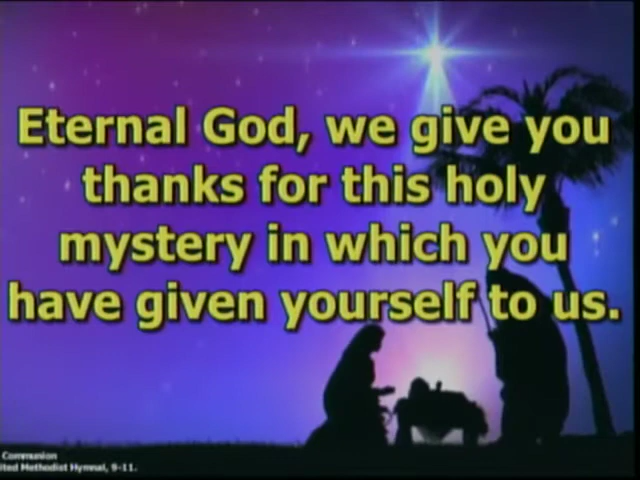 Eternal God, we give you
thanks for this holy
mystery in which you
have given yourself to us.
Communion
ited Methodist Hymnal, 9-11.